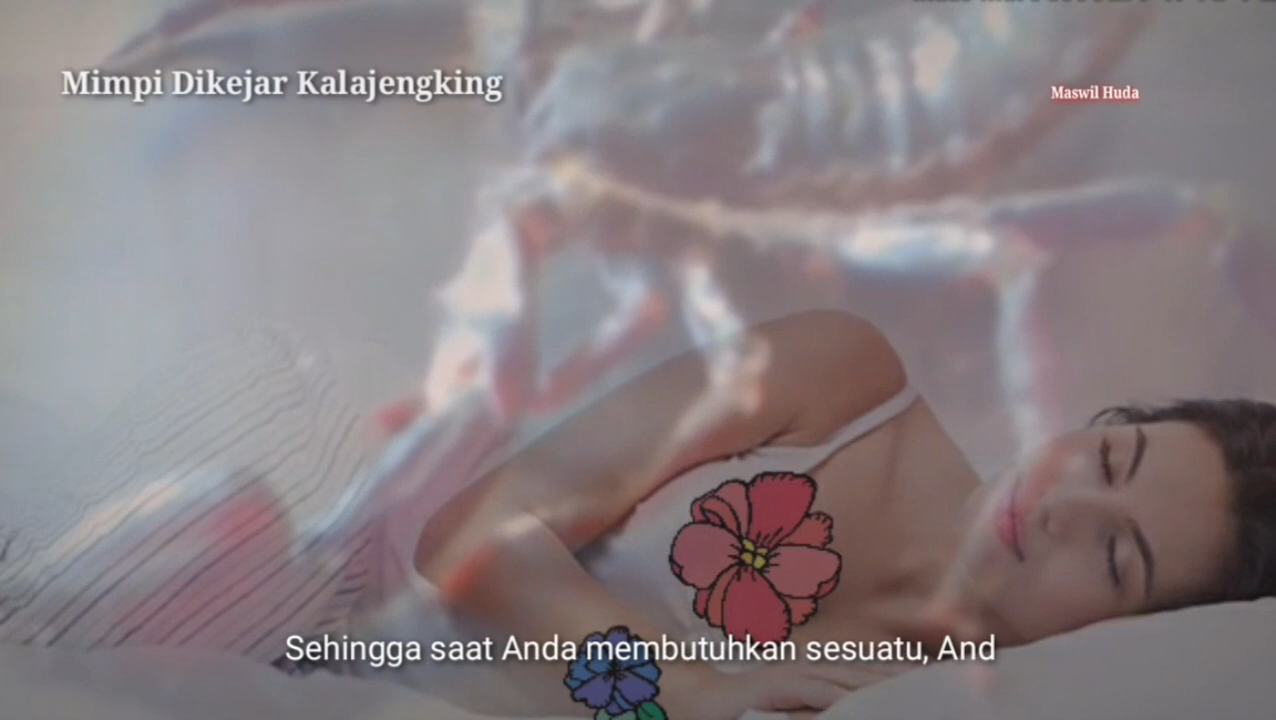 Mimpi Dikejar Kalajengking
Maswil Huda
Sehingga saat Anda membutuhkan sesuatu, And